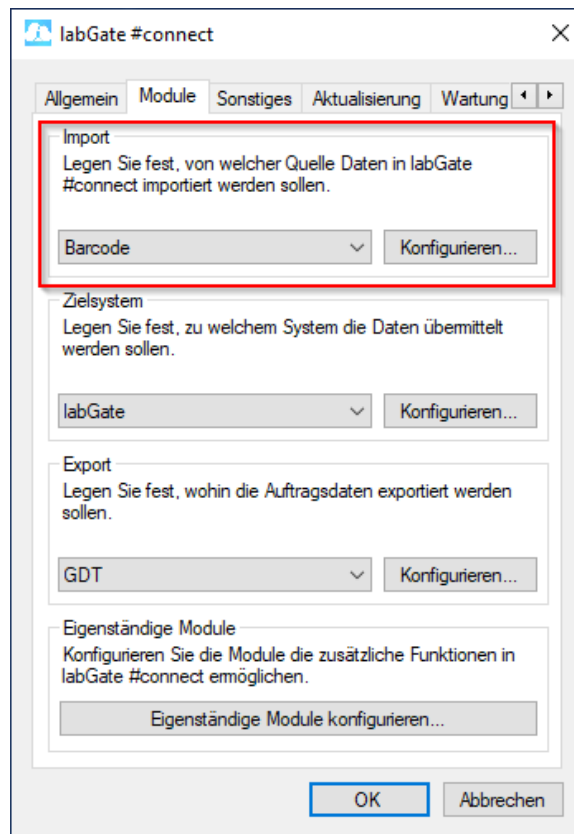 labGate #connect
Allgemein Module Sonstiges Aktualisierung Wartung
Import
Legen Sie fest, von welcher Quelle Daten in labGate
#connect importiert werden sollen.
Barcode Konfigurieren...
Zielsystem
Legen Sie fest, zu welchem System die Daten übermittelt
werden sollen.
labGate Konfigurieren...
Export
Legen Sie fest, wohin die Auftragsdaten exportiert werden
sollen.
GDT Konfigurieren...
Eigenständige Module
Konfigurieren Sie die Module die zusätzliche Funktionen in
labGate #connect ermöglichen.
Eigenständige Module konfigurieren...
OK Abbrechen